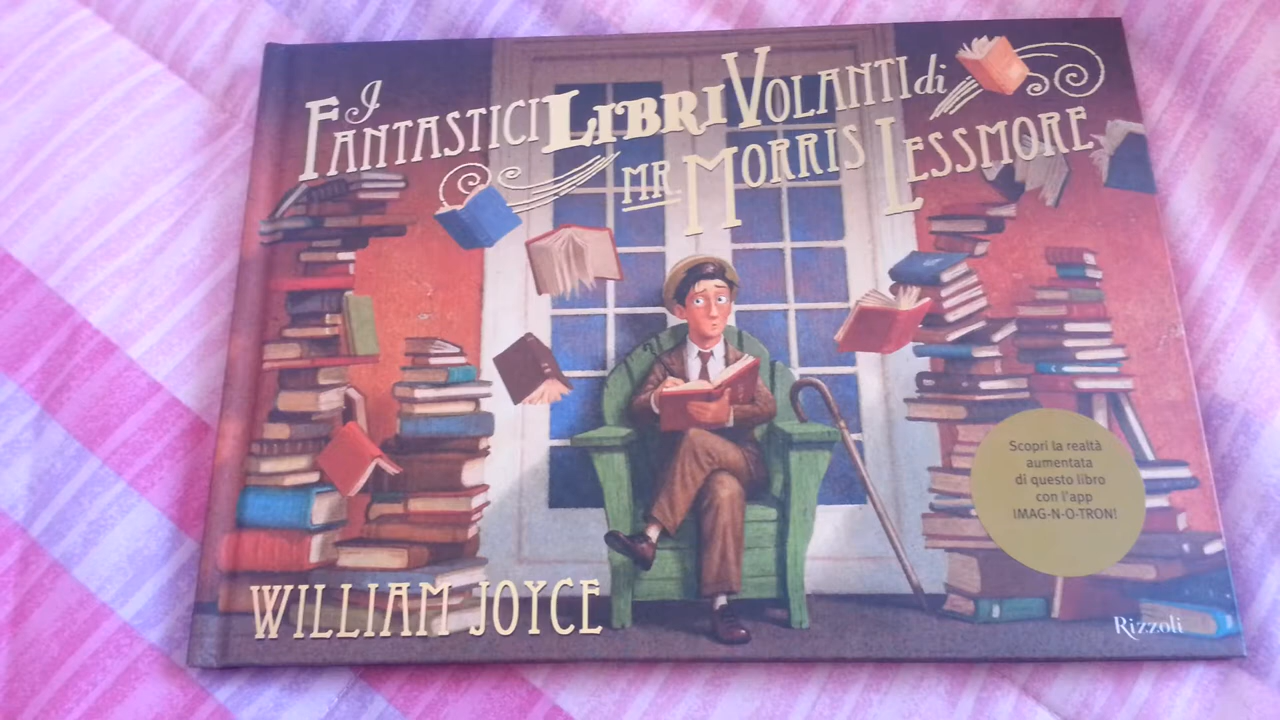 I
FANTASTICI LIBRI VOLANTI di
MR. MORRIS LESSMORE
Scopri la realtà
aumentata
di questo libro
con l'app
IMAG-N-O-TRON!
WILLIAM JOYCE
Rizzoli